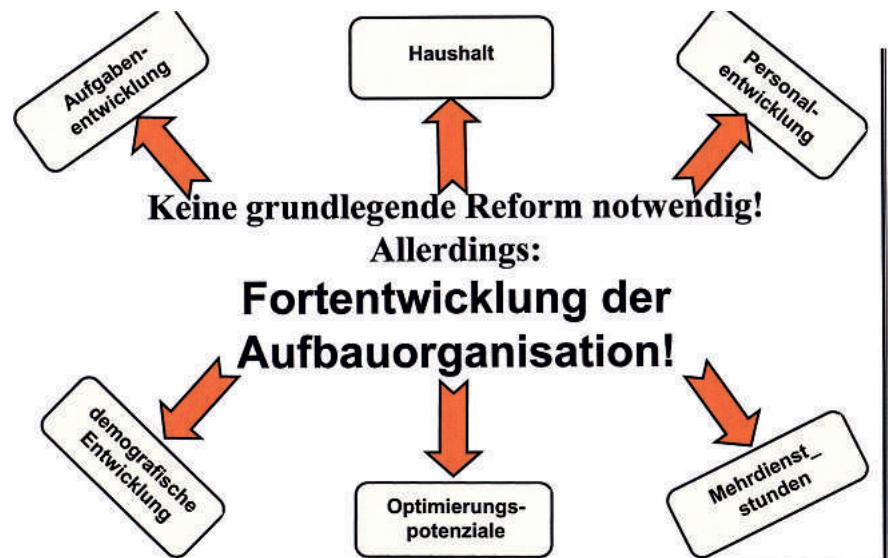 Aufgaben-
entwicklung
Haushalt
Personal-
entwicklung
Keine grundlegende Reform notwendig!
Allerdings:
Fortentwicklung der
Aufbauorganisation!
demografische
Entwicklung
Optimierungs-
potenziale
Mehrdienst_
stunden